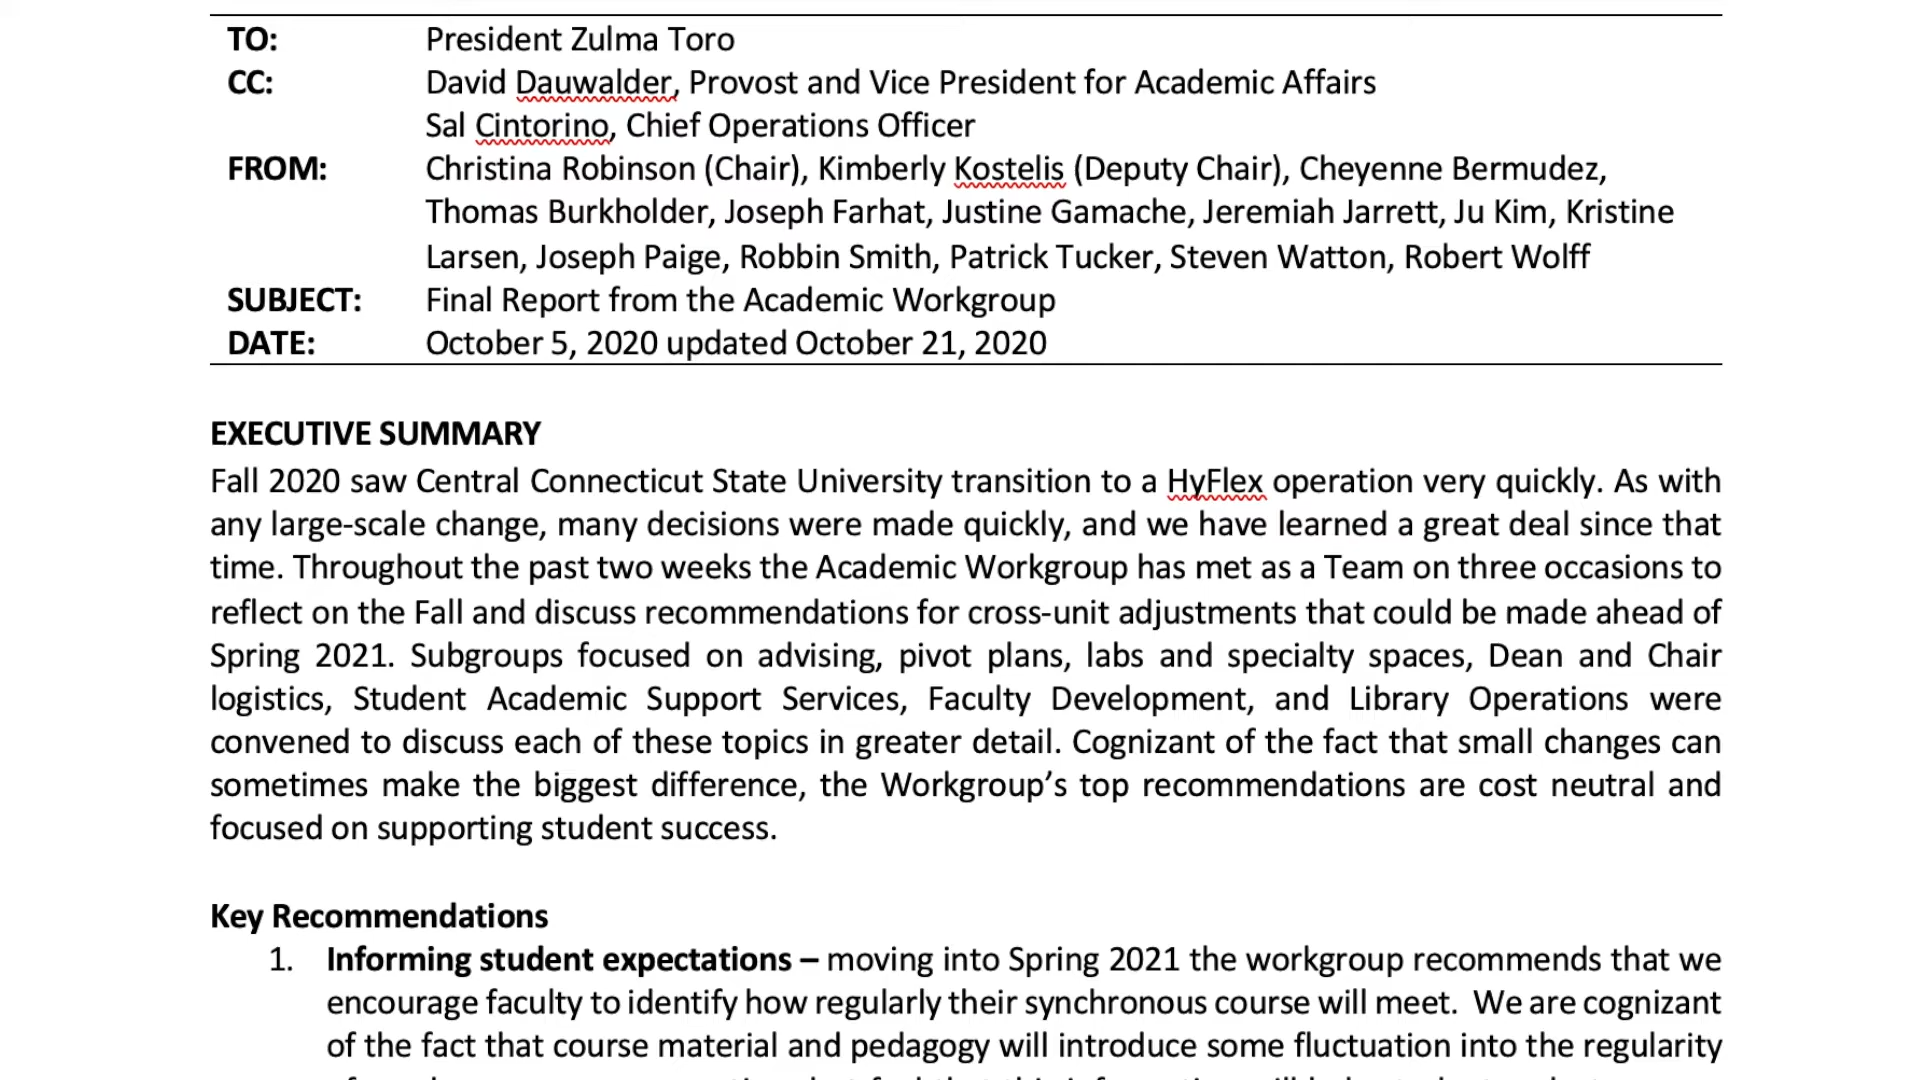 TO: President Zulma Toro
CC: David Dauwalder, Provost and Vice President for Academic Affairs
Sal Cintorino, Chief Operations Officer
FROM: Christina Robinson (Chair), Kimberly Kostelis (Deputy Chair), Cheyenne Bermudez,
Thomas Burkholder, Joseph Farhat, Justine Gamache, Jeremiah Jarrett, Ju Kim, Kristine
Larsen, Joseph Paige, Robbin Smith, Patrick Tucker, Steven Watton, Robert Wolff
SUBJECT: Final Report from the Academic Workgroup
DATE: October 5, 2020 updated October 21, 2020
EXECUTIVE SUMMARY
Fall 2020 saw Central Connecticut State University transition to a HyFlex operation very quickly. As with
any large-scale change, many decisions were made quickly, and we have learned a great deal since that
time. Throughout the past two weeks the Academic Workgroup has met as a Team on three occasions to
reflect on the Fall and discuss recommendations for cross-unit adjustments that could be made ahead of
Spring 2021. Subgroups focused on advising, pivot plans, labs and specialty spaces, Dean and Chair
logistics, Student Academic Support Services, Faculty Development, and Library Operations were
convened to discuss each of these topics in greater detail. Cognizant of the fact that small changes can
sometimes make the biggest difference, the Workgroup’s top recommendations are cost neutral and
focused on supporting student success.
Key Recommendations
1. Informing student expectations – moving into Spring 2021 the workgroup recommends that we
encourage faculty to identify how regularly their synchronous course will meet. We are cognizant
of the fact that course material and pedagogy will introduce some fluctuation into the regularity